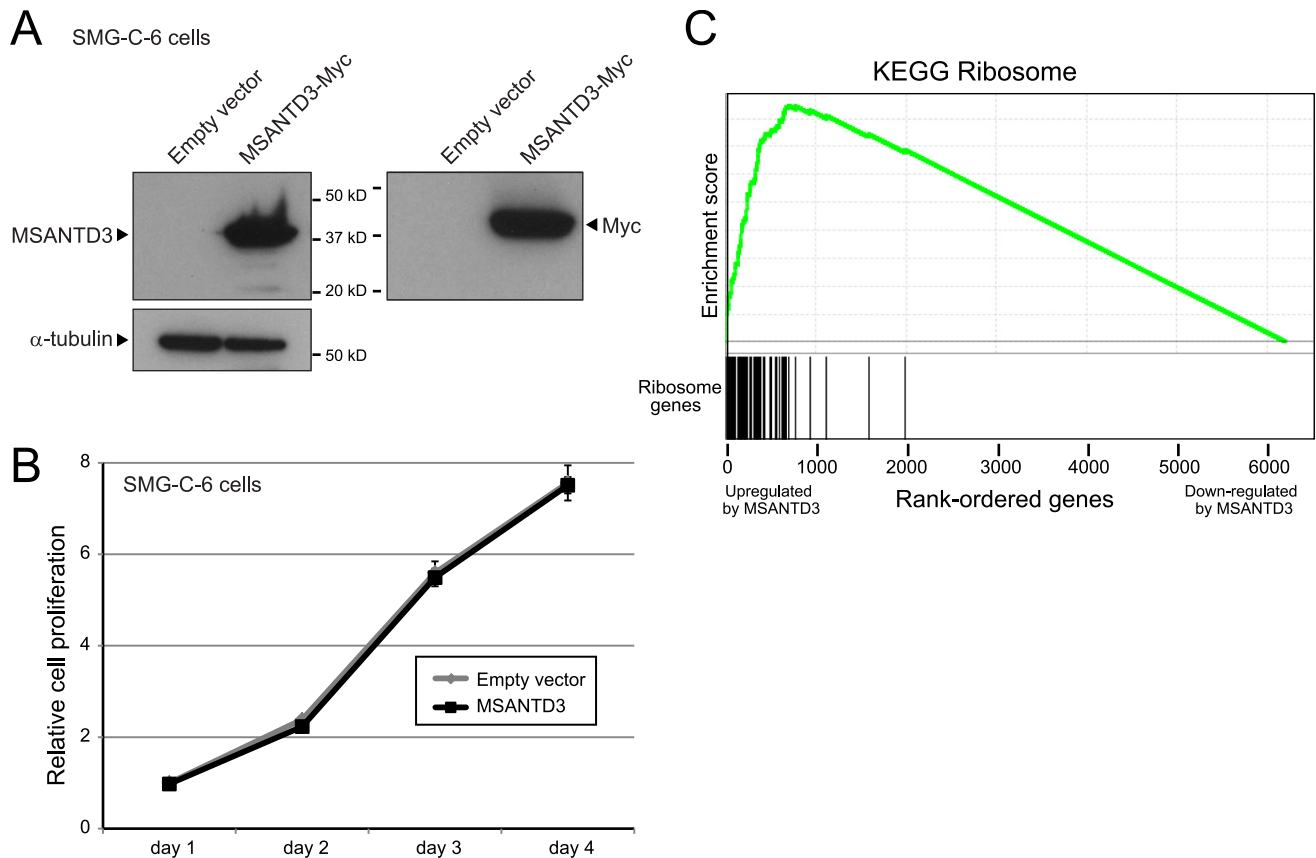 A
SMG-C-6 cells
Empty vector
MSANTD3-Myc
Empty vector
MSANTD3-Myc
MSANTD3
50 kD
37 kD
20 kD
Myc
α-tubulin
50 kD
B
8
6
4
2
0
Relative cell proliferation
SMG-C-6 cells
Empty vector
MSANTD3
day 1
day 2
day 3
day 4
C
KEGG Ribosome
Enrichment score
Ribosome
genes
0
1000
2000
3000
4000
5000
6000
Upregulated
by MSANTD3
Rank-ordered genes
Down-regulated
by MSANTD3